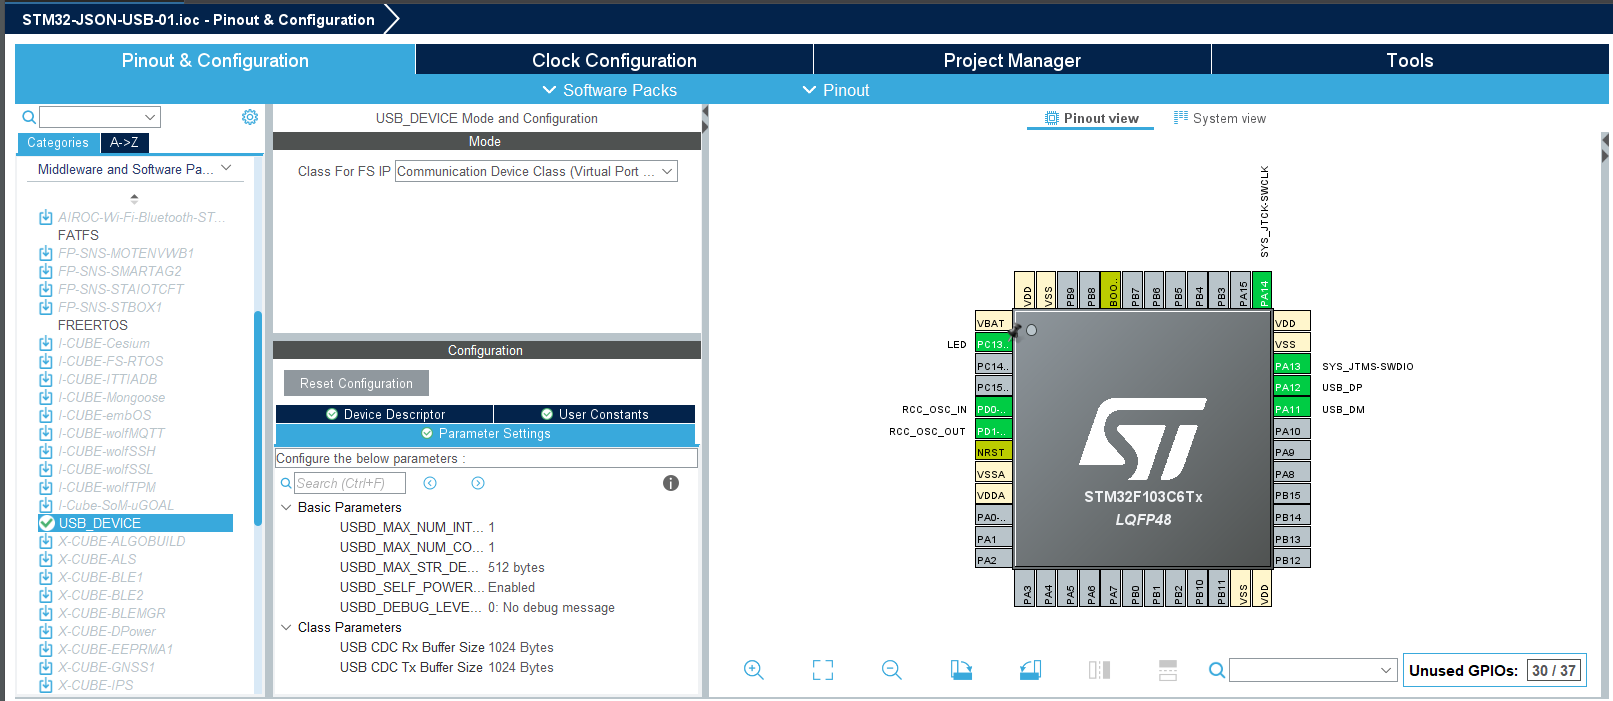 STM32-JSON-USB-01.ioc - Pinout & Configuration
Pinout & Configuration
Clock Configuration
Project Manager
Tools
Software Packs
Pinout
Categories
A->Z
Middleware and Software Pa...
AIROC-Wi-Fi-Bluetooth-ST...
FATFS
FP-SNS-MOTENVWB1
FP-SNS-SMARTAG2
FP-SNS-STAIOTCFT
FP-SNS-STBOX1
FREERTOS
I-CUBE-Cesium
I-CUBE-FS-RTOS
I-CUBE-ITTIADB
I-CUBE-Mongoose
I-CUBE-embOS
I-CUBE-wolfMQTT
I-CUBE-wolfSSH
I-CUBE-wolfSSL
I-CUBE-wolfTPM
I-Cube-SoM-uGOAL
USB_DEVICE
X-CUBE-ALGOBUILD
X-CUBE-ALS
X-CUBE-BLE1
X-CUBE-BLE2
X-CUBE-BLEMGR
X-CUBE-DPower
X-CUBE-EEPRMA1
X-CUBE-GNSS1
X-CUBE-IPS
USB_DEVICE Mode and Configuration
Mode
Class For FS IP Communication Device Class (Virtual Port ...
Configuration
Reset Configuration
Device Descriptor
User Constants
Parameter Settings
Configure the below parameters :
Search (Ctrl+F)
Basic Parameters
USBD_MAX_NUM_INT... 1
USBD_MAX_NUM_CO... 1
USBD_MAX_STR_DE... 512 bytes
USBD_SELF_POWER... Enabled
USBD_DEBUG_LEVE... 0: No debug message
Class Parameters
USB CDC Rx Buffer Size 1024 Bytes
USB CDC Tx Buffer Size 1024 Bytes
Pinout view
System view
SYS_JTCK-SWCLK
VDD
VSS
PB9
PB8
BOO..
PB7
PB6
PB5
PB4
PB3
PA15
PA14
VBAT
LED PC13..
PC14..
PC15..
RCC_OSC_IN PD0-..
RCC_OSC_OUT PD1-..
NRST
VSSA
VDDA
PA0-..
PA1
PA2
STM32F103C6Tx
LQFP48
VDD
VSS
PA13 SYS_JTMS-SWDIO
PA12 USB_DP
PA11 USB_DM
PA10
PA9
PA8
PB15
PB14
PB13
PB12
PA3
PA4
PA5
PA6
PA7
PB0
PB1
PB2
PB10
PB11
VSS
VDD
Unused GPIOs: 30 / 37